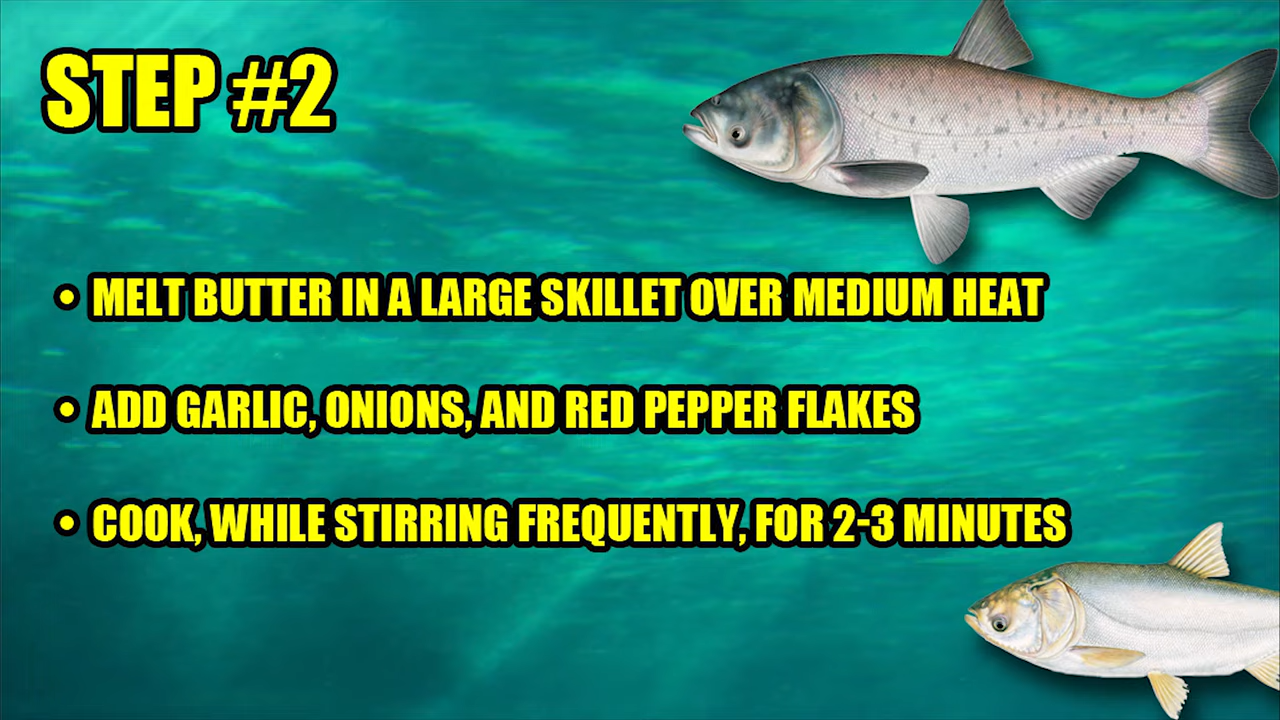 STEP #2
• MELT BUTTER IN A LARGE SKILLET OVER MEDIUM HEAT
• ADD GARLIC, ONIONS, AND RED PEPPER FLAKES
• COOK, WHILE STIRRING FREQUENTLY, FOR 2-3 MINUTES